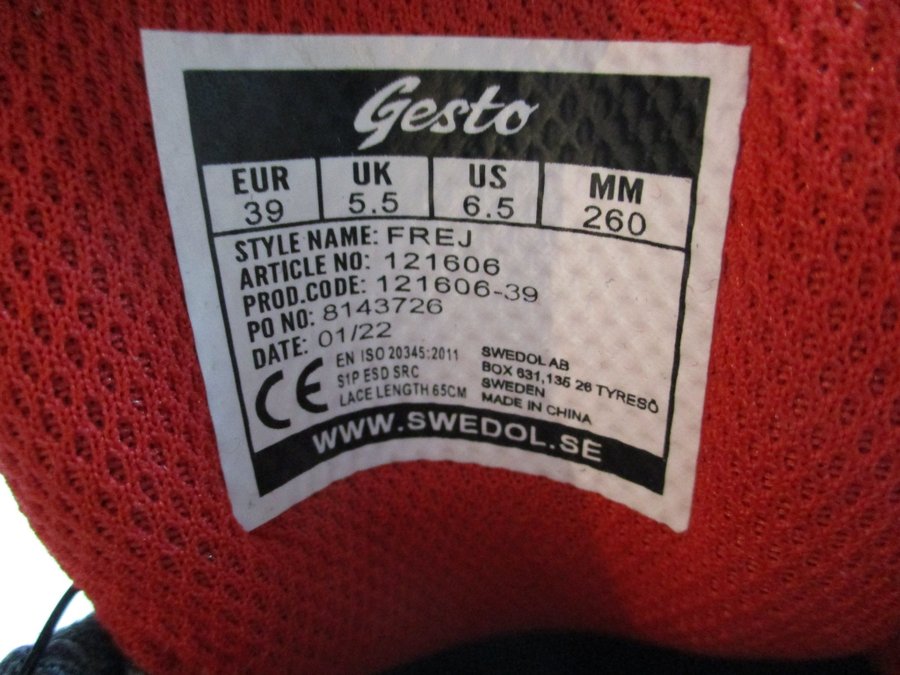 Gesto
EUR UK US MM
39 5.5 6.5 260
STYLE NAME: FREJ
ARTICLE NO: 121606
PROD.CODE: 121606-39
PO NO: 8143726
DATE: 01/22
CE
EN ISO 20345:2011
S1P ESD SRC
LACE LENGTH 65CM
SWEDOL AB
BOX 631, 135 26 TYRESÖ
SWEDEN
MADE IN CHINA
WWW.SWEDOL.SE